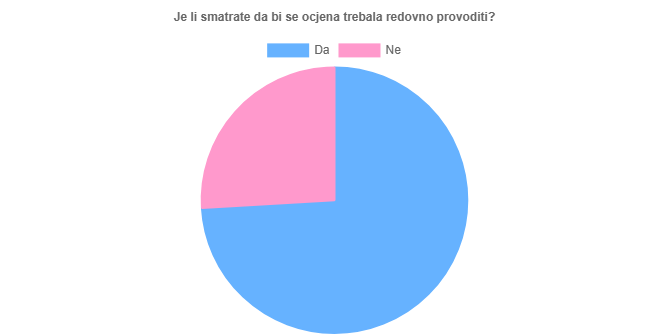 Je li smatrate da bi se ocjena trebala redovno provoditi?
Da Ne